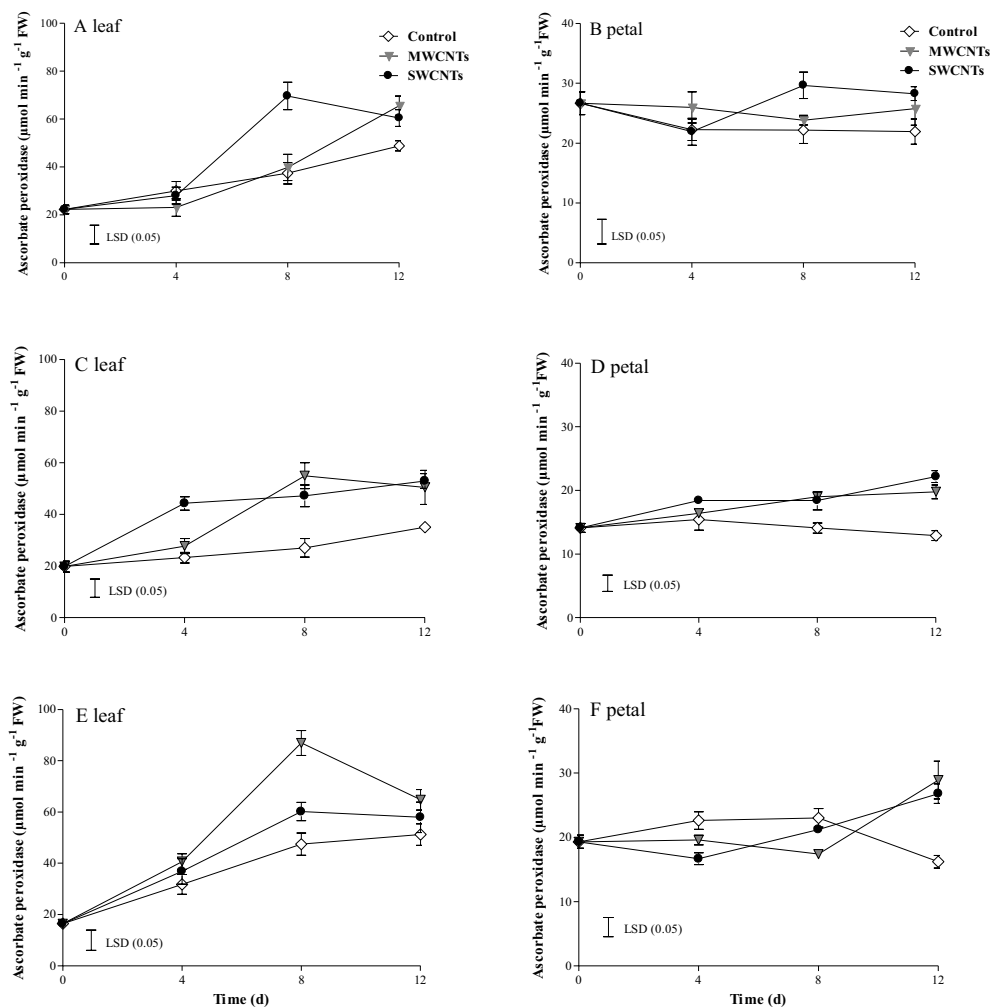 A leaf
Ascorbate peroxidase (µmol min ⁻¹ g⁻¹ FW)
100
80
60
40
20
0
0 4 8 12
Control
MWCNTs
SWCNTs
LSD (0.05)
B petal
Ascorbate peroxidase (µmol min ⁻¹ g⁻¹FW)
40
30
20
10
0
0 4 8 12
Control
MWCNTs
SWCNTs
LSD (0.05)
C leaf
Ascorbate peroxidase (µmol min ⁻¹ g⁻¹ FW)
100
80
60
40
20
0
0 4 8 12
LSD (0.05)
D petal
Ascorbate peroxidase (µmol min ⁻¹ g⁻¹FW)
40
30
20
10
0
0 4 8 12
LSD (0.05)
E leaf
Ascorbate peroxidase (µmol min ⁻¹ g⁻¹ FW)
100
80
60
40
20
0
0 4 8 12
Time (d)
LSD (0.05)
F petal
Ascorbate peroxidase (µmol min ⁻¹ g⁻¹FW)
40
30
20
10
0
0 4 8 12
Time (d)
LSD (0.05)